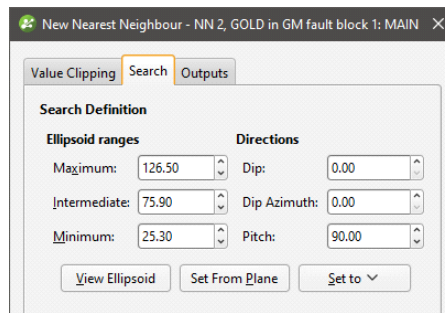 New Nearest Neighbour - NN 2, GOLD in GM fault block 1: MAIN
Value Clipping Search Outputs
Search Definition
Ellipsoid ranges Directions
Maximum: 126.50 Dip: 0.00
Intermediate: 75.90 Dip Azimuth: 0.00
Minimum: 25.30 Pitch: 90.00
View Ellipsoid Set From Plane Set to